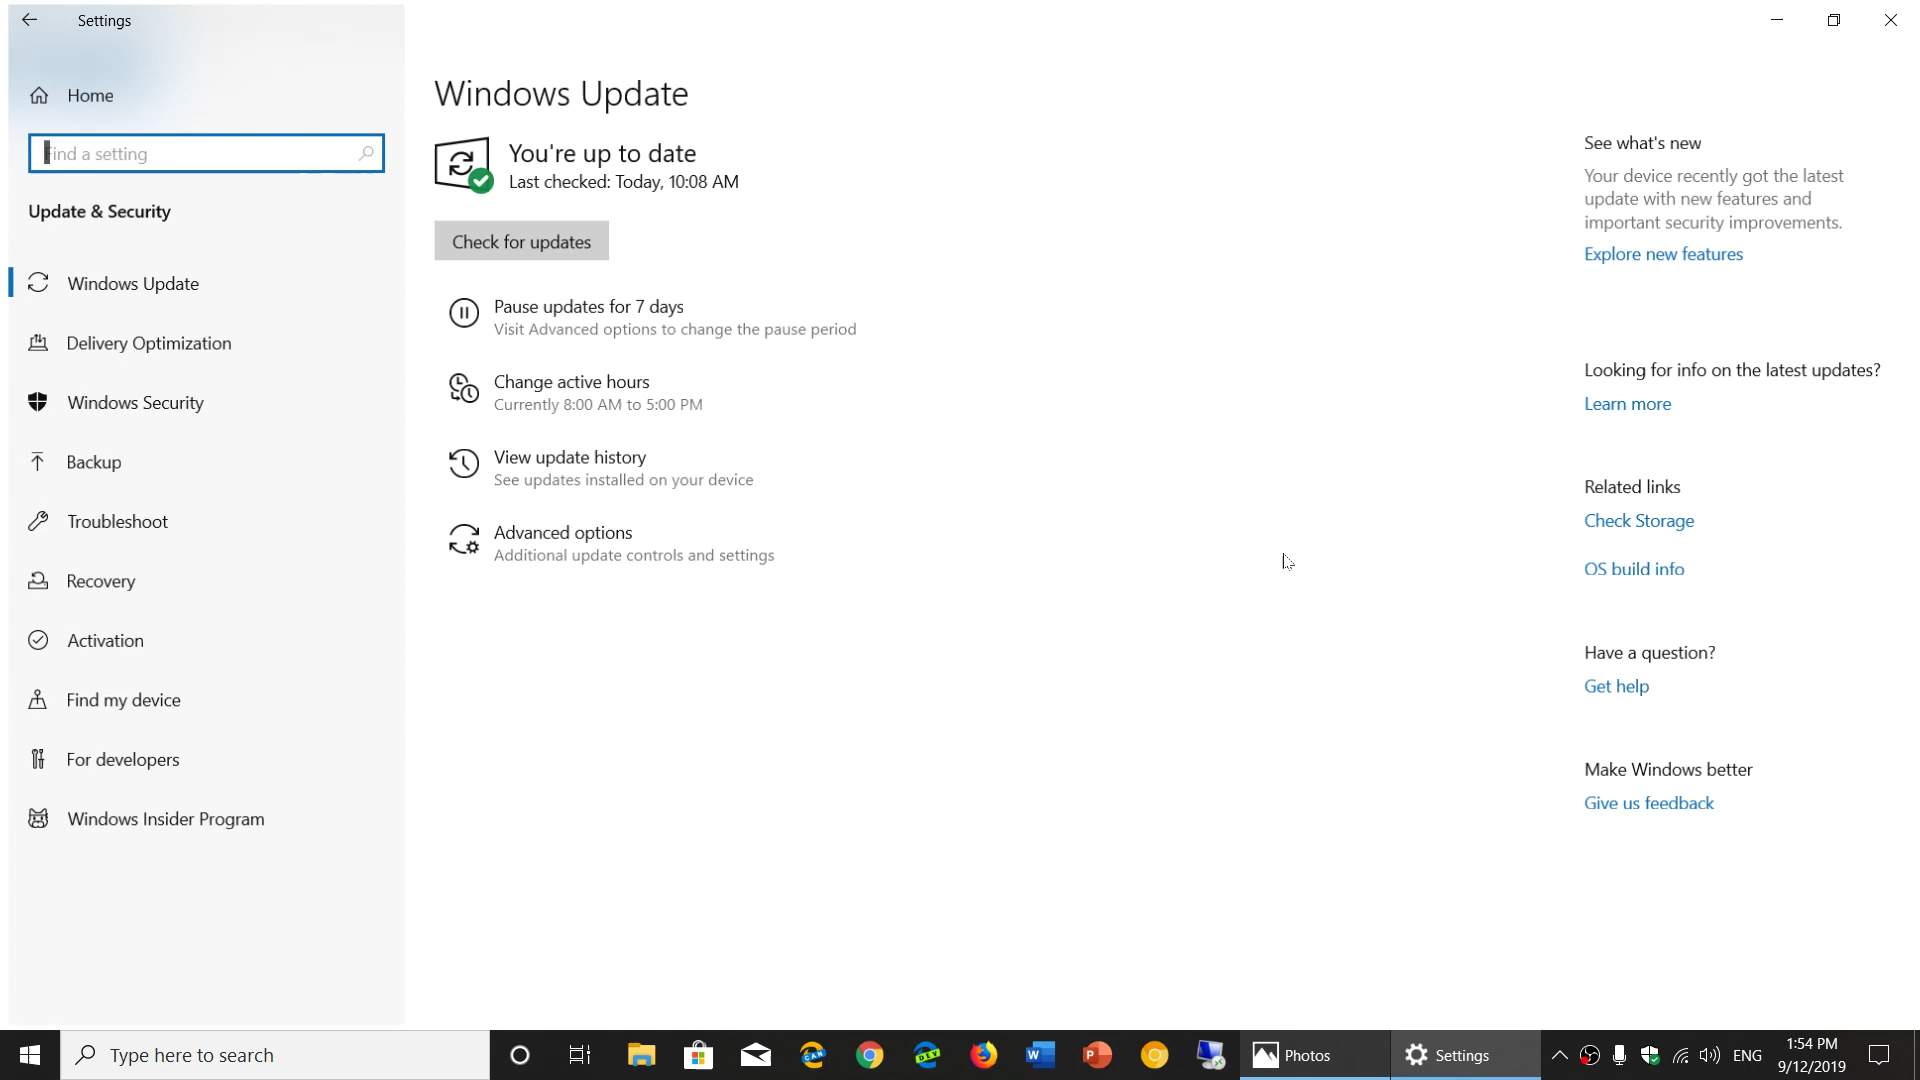 Settings
Home
Find a setting
Update & Security
Windows Update
Delivery Optimization
Windows Security
Backup
Troubleshoot
Recovery
Activation
Find my device
For developers
Windows Insider Program
Windows Update
You're up to date
Last checked: Today, 10:08 AM
Check for updates
Pause updates for 7 days
Visit Advanced options to change the pause period
Change active hours
Currently 8:00 AM to 5:00 PM
View update history
See updates installed on your device
Advanced options
Additional update controls and settings
See what's new
Your device recently got the latest
update with new features and
important security improvements.
Explore new features
Looking for info on the latest updates?
Learn more
Related links
Check Storage
OS build info
Have a question?
Get help
Make Windows better
Give us feedback
Type here to search
CAN
DEV
Photos
Settings
ENG
1:54 PM
9/12/2019